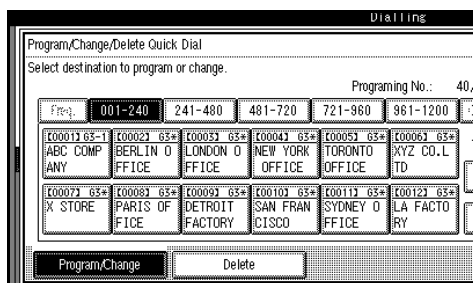 Dialling
Program/Change/Delete Quick Dial
Select destination to program or change.
Programing No.: 40/
Freq. 001-240 241-480 481-720 721-960 961-1200
[0001] 63-1 [0002] 63* [0003] 63* [0004] 63* [0005] 63* [0006] 63*
ABC COMP BERLIN O LONDON O NEW YORK TORONTO XYZ CO.L
ANY FFICE FFICE OFFICE OFFICE TD
[0007] 63* [0008] 63* [0009] 63* [0010] 63* [0011] 63* [0012] 63*
X STORE PARIS OF DETROIT SAN FRAN SYDNEY O LA FACTO
FICE FACTORY CISCO FFICE RY
Program/Change Delete